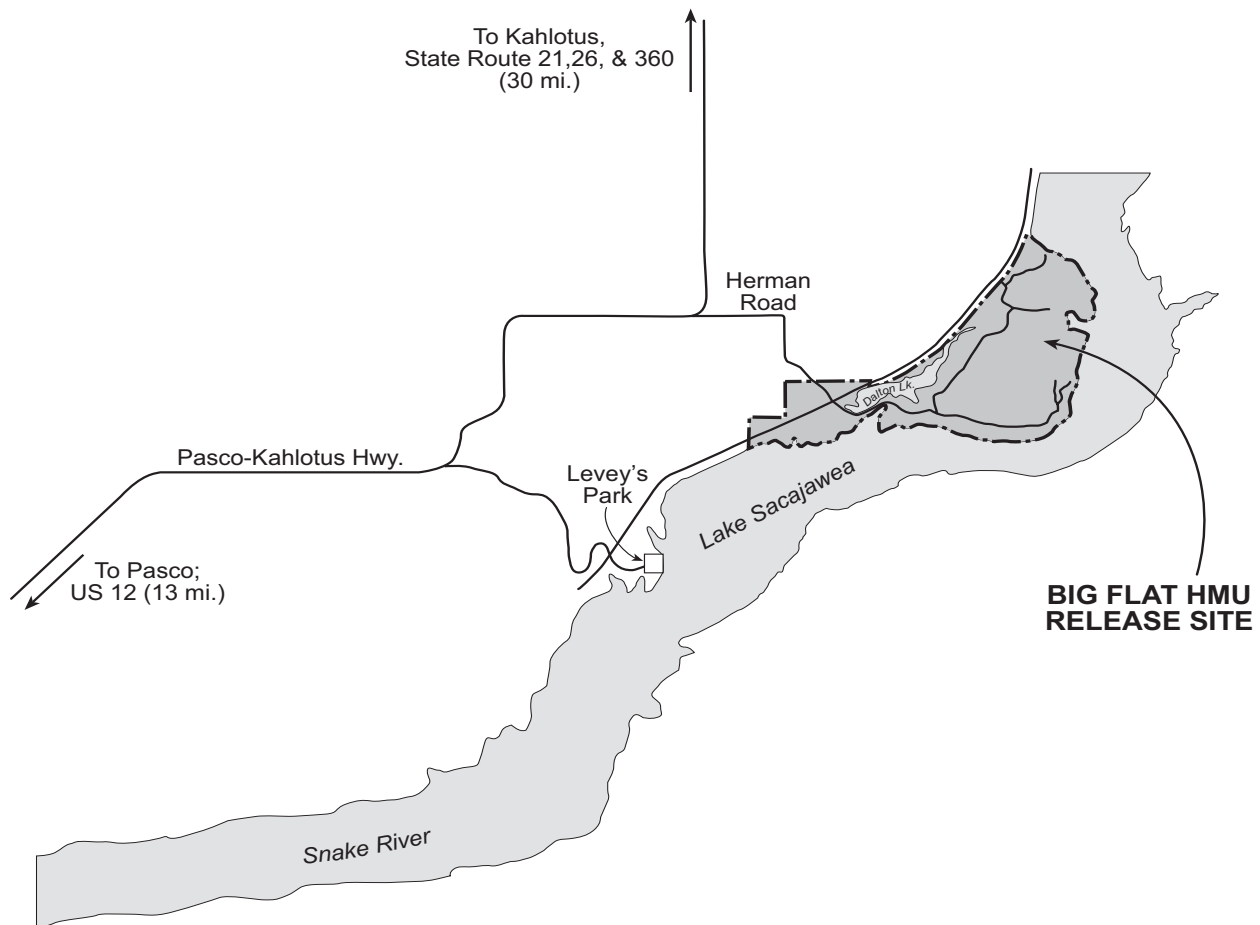 To Kahlotus,
State Route 21,26, & 360
(30 mi.)
Herman
Road
Dalton Lk.
Pasco-Kahlotus Hwy.
Levey's
Park
Lake Sacajawea
To Pasco;
US 12 (13 mi.)
BIG FLAT HMU
RELEASE SITE
Snake River